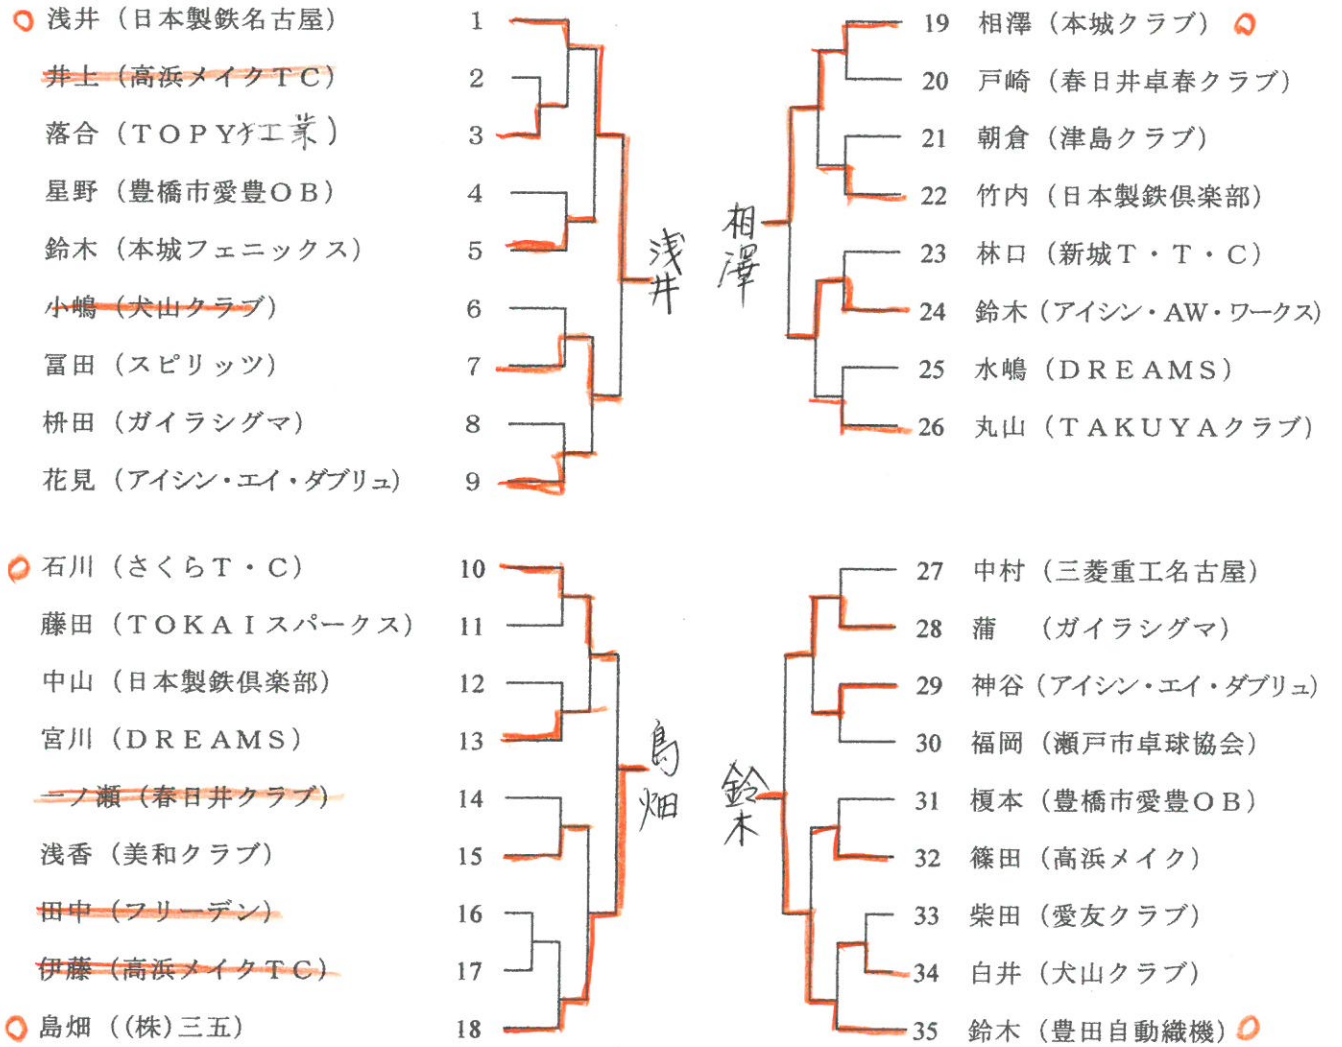 浅井（日本製鉄名古屋） 1
井土（高浜メイクＴＣ） 2
落合（ＴＯＰＹ工業） 3
星野（豊橋市愛豊ＯＢ） 4
鈴木（本城フェニックス） 5
小嶋（犬山クラブ） 6
冨田（スピリッツ） 7
枡田（ガイラシグマ） 8
花見（アイシン・エイ・ダブリュ） 9
浅井
石川（さくらＴ・Ｃ） 10
藤田（ＴＯＫＡＩスパークス） 11
中山（日本製鉄倶楽部） 12
宮川（ＤＲＥＡＭＳ） 13
一ノ瀬（春日井クラブ） 14
浅香（美和クラブ） 15
田中（フリーデン） 16
伊藤（高浜メイクＴＣ） 17
島畑（(株)三五） 18
島畑
19 相澤（本城クラブ）
20 戸崎（春日井卓春クラブ）
21 朝倉（津島クラブ）
22 竹内（日本製鉄倶楽部）
23 林口（新城Ｔ・Ｔ・Ｃ）
24 鈴木（アイシン・AW・ワークス）
25 水嶋（ＤＲＥＡＭＳ）
26 丸山（ＴＡＫＵＹＡクラブ）
相澤
27 中村（三菱重工名古屋）
28 蒲　（ガイラシグマ）
29 神谷（アイシン・エイ・ダブリュ）
30 福岡（瀬戸市卓球協会）
31 榎本（豊橋市愛豊ＯＢ）
32 篠田（高浜メイク）
33 柴田（愛友クラブ）
34 白井（犬山クラブ）
35 鈴木（豊田自動織機）
鈴木